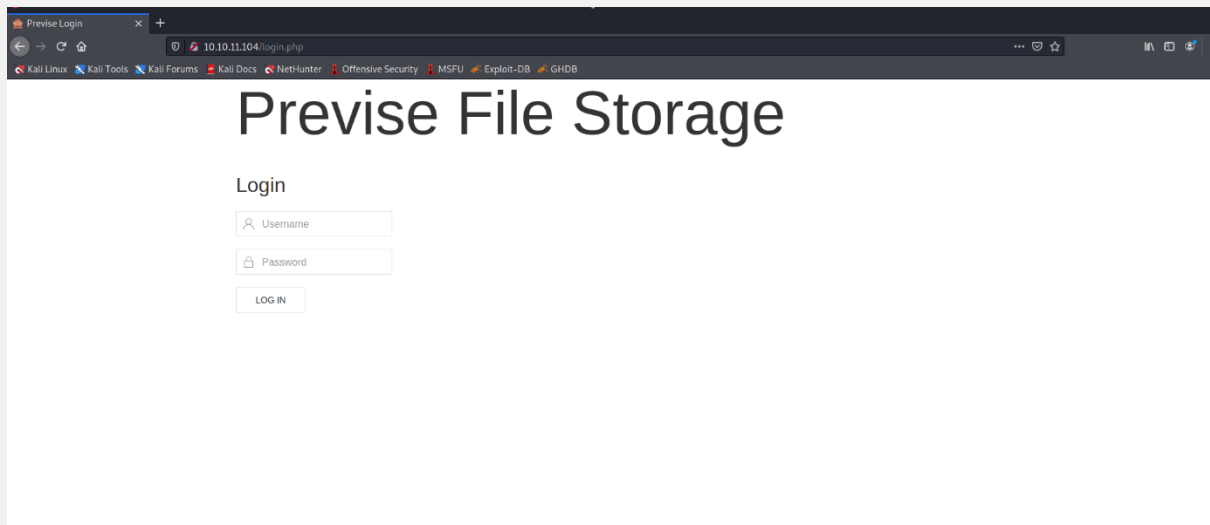 Previse Login
10.10.11.104/login.php
Kali Linux Kali Tools Kali Forums Kali Docs NetHunter Offensive Security MSFU Exploit-DB GHDB
Previse File Storage
Login
Username
Password
LOG IN